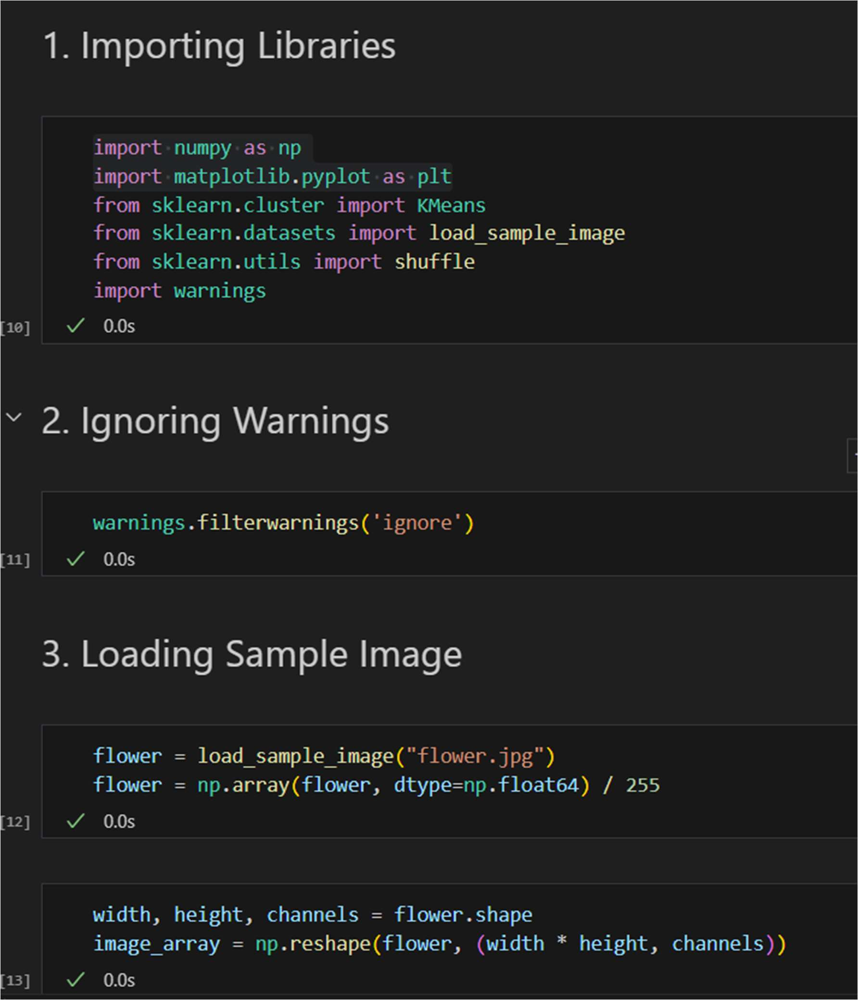 1. Importing Libraries
import numpy as np
import matplotlib.pyplot as plt
from sklearn.cluster import KMeans
from sklearn.datasets import load_sample_image
from sklearn.utils import shuffle
import warnings
[10] ✓ 0.0s
2. Ignoring Warnings
warnings.filterwarnings('ignore')
[11] ✓ 0.0s
3. Loading Sample Image
flower = load_sample_image("flower.jpg")
flower = np.array(flower, dtype=np.float64) / 255
[12] ✓ 0.0s
width, height, channels = flower.shape
image_array = np.reshape(flower, (width * height, channels))
[13] ✓ 0.0s